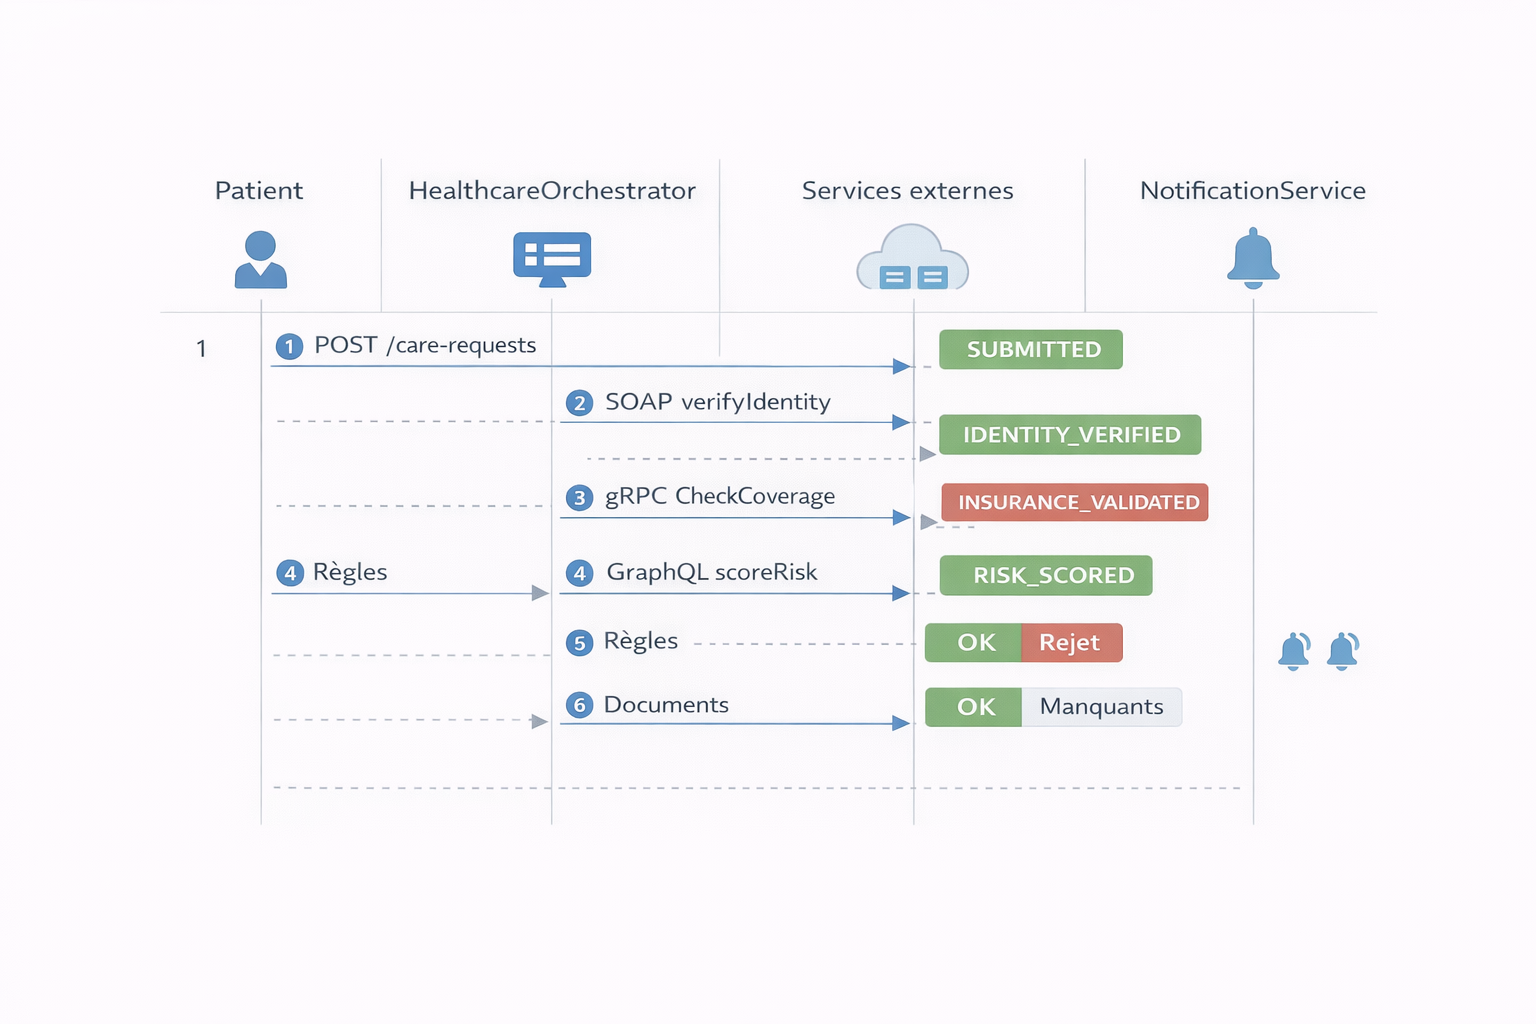 Patient
HealthcareOrchestrator
Services externes
NotificationService
1
1 POST /care-requests
SUBMITTED
2 SOAP verifyIdentity
IDENTITY_VERIFIED
3 gRPC CheckCoverage
INSURANCE_VALIDATED
4 Règles
4 GraphQL scoreRisk
RISK_SCORED
5 Règles
OK Rejet
6 Documents
OK Manquants